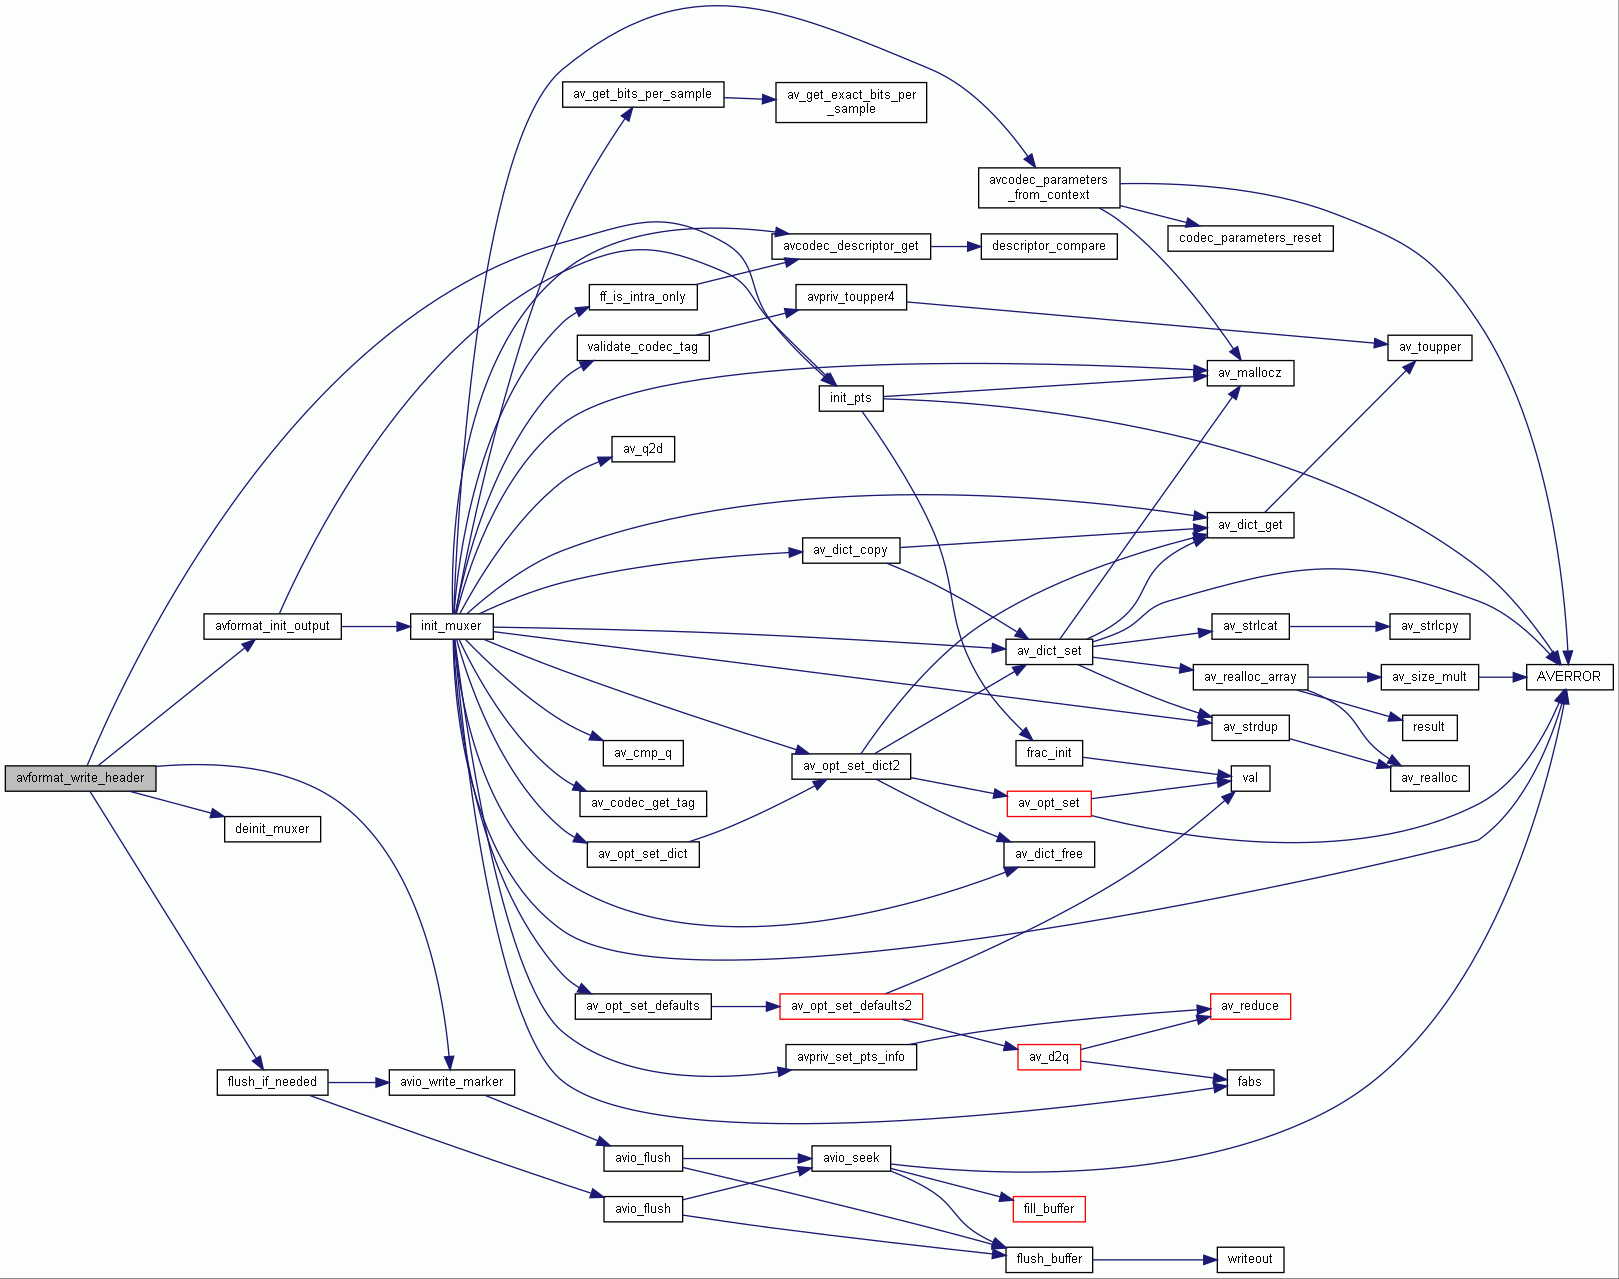 av_get_bits_per_sample
av_get_exact_bits_per
_sample
avcodec_parameters
_from_context
codec_parameters_reset
avcodec_descriptor_get
descriptor_compare
ff_is_intra_only
avpriv_toupper4
validate_codec_tag
av_toupper
av_mallocz
init_pts
av_q2d
av_dict_get
av_dict_copy
avformat_init_output
init_muxer
av_strlcat
av_strlcpy
av_dict_set
av_realloc_array
av_size_mult
AVERROR
av_strdup
result
av_cmp_q
frac_init
av_opt_set_dict2
val
av_realloc
avformat_write_header
av_codec_get_tag
av_opt_set
deinit_muxer
av_opt_set_dict
av_dict_free
av_opt_set_defaults
av_opt_set_defaults2
av_reduce
avpriv_set_pts_info
av_d2q
flush_if_needed
avio_write_marker
fabs
avio_flush
avio_seek
avio_flush
fill_buffer
flush_buffer
writeout